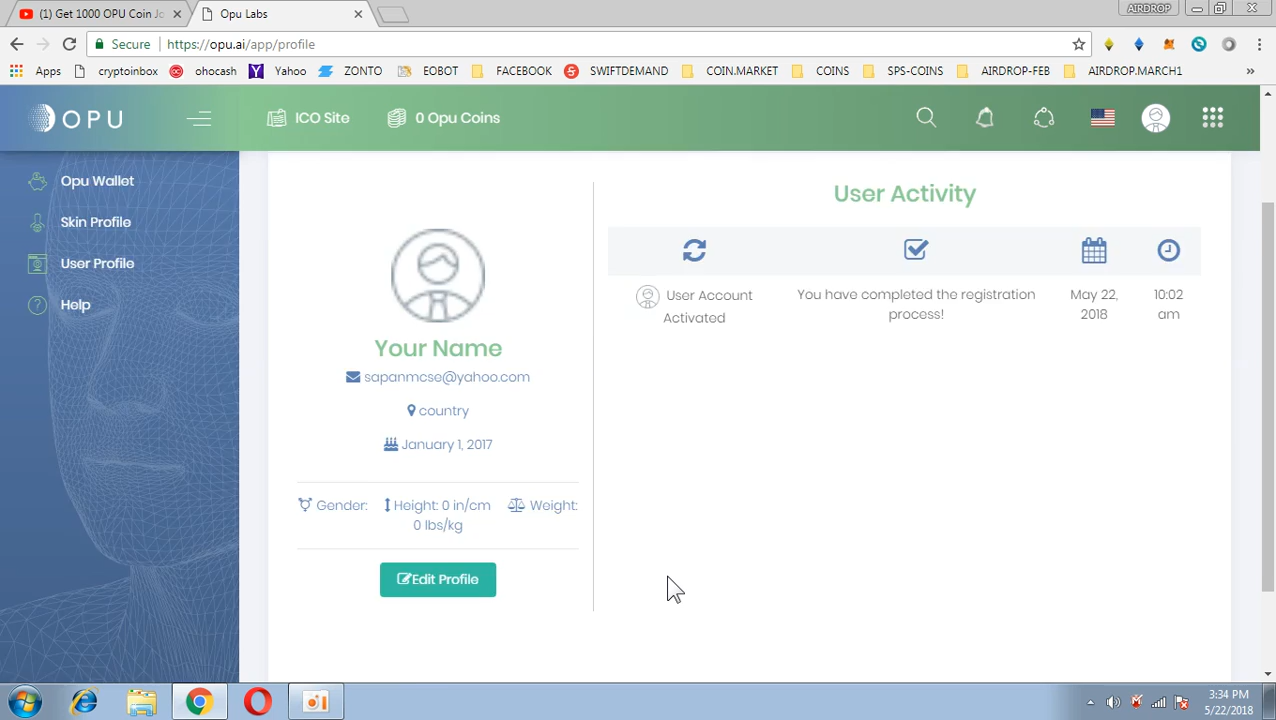 (1) Get 1000 OPU Coin Jo
Opu Labs
AIRDROP
Secure
https://opu.ai/app/profile
Apps
cryptoinbox
ohocash
Yahoo
ZONTO
EOBOT
FACEBOOK
SWIFTDEMAND
COIN.MARKET
COINS
SPS-COINS
AIRDROP-FEB
AIRDROP.MARCH1
»
OPU
ICO Site
0 Opu Coins
Opu Wallet
Skin Profile
User Profile
Help
Your Name
sapanmcse@yahoo.com
country
January 1, 2017
Gender:
Height: 0 in/cm
Weight:
0 lbs/kg
Edit Profile
User Activity
User Account
Activated
You have completed the registration
process!
May 22,
2018
10:02
am
3:34 PM
5/22/2018